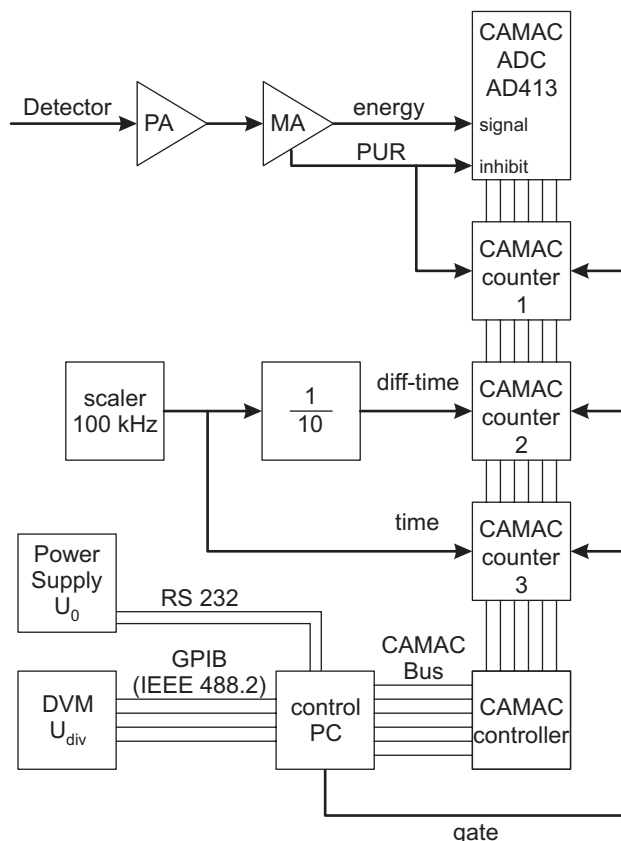 CAMAC
ADC
AD413
signal
inhibit
Detector
PA
MA
energy
PUR
CAMAC
counter
1
scaler
100 kHz
1
10
diff-time
CAMAC
counter
2
time
CAMAC
counter
3
Power
Supply
U0
RS 232
GPIB
(IEEE 488.2)
CAMAC
Bus
DVM
Udiv
control
PC
CAMAC
controller
gate